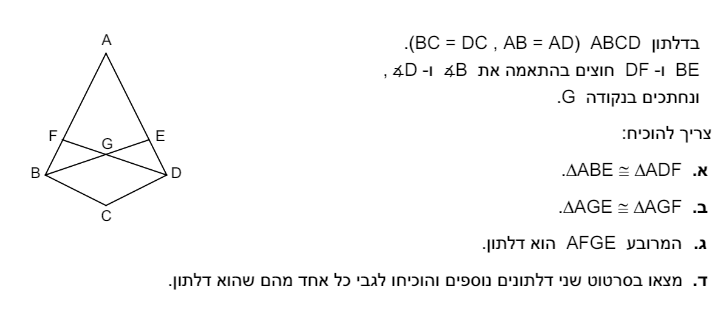 בדלתון ABCD (BC = DC , AB = AD).
BE ו- DF חוצים בהתאמה את ∡B ו- ∡D ,
ונחתכים בנקודה G.
צריך להוכיח:
א. ΔABE ≅ ΔADF.
ב. ΔAGE ≅ ΔAGF.
ג. המרובע AFGE הוא דלתון.
ד. מצאו בסרטוט שני דלתונים נוספים והוכיחו לגבי כל אחד מהם שהוא דלתון.
A
F
G
E
B
D
C